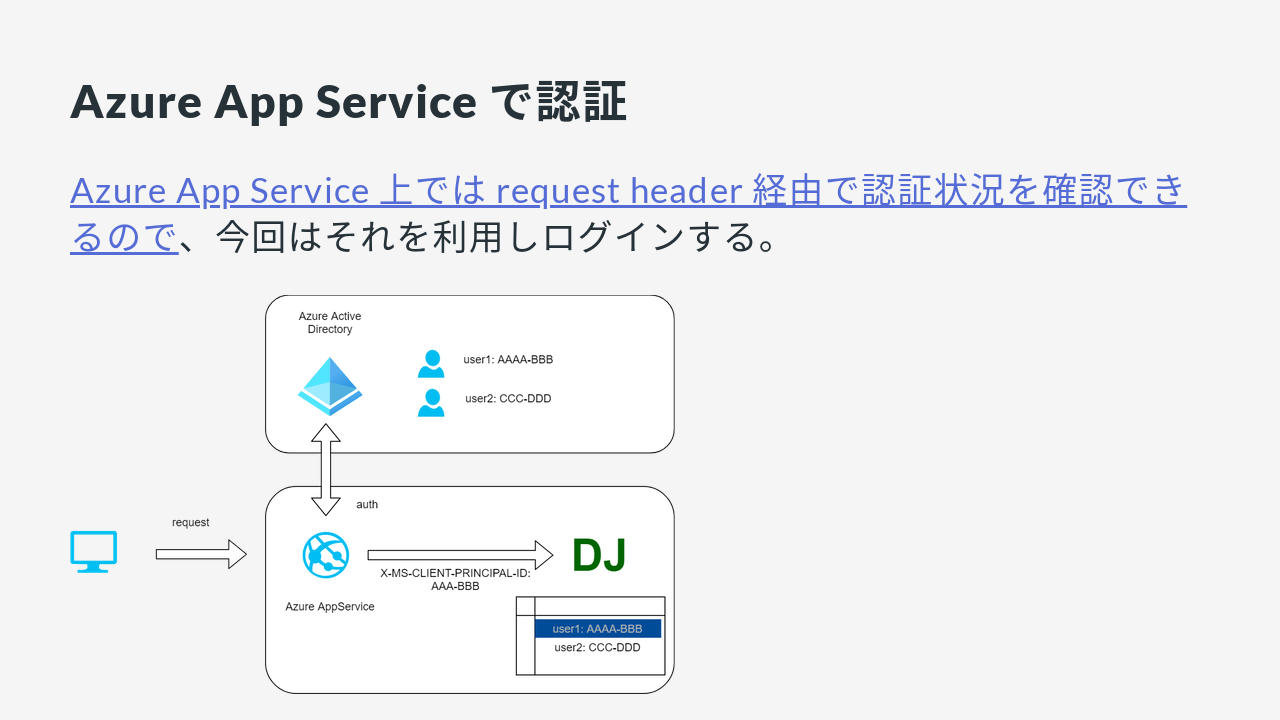 Azure App Service で認証
Azure App Service 上では request header 経由で認証状況を確認でき
るので、今回はそれを利用しログインする。
Azure Active
Directory
user1: AAAA-BBB
user2: CCC-DDD
auth
request
X-MS-CLIENT-PRINCIPAL-ID:
AAA-BBB
DJ
Azure AppService
user1: AAAA-BBB
user2: CCC-DDD